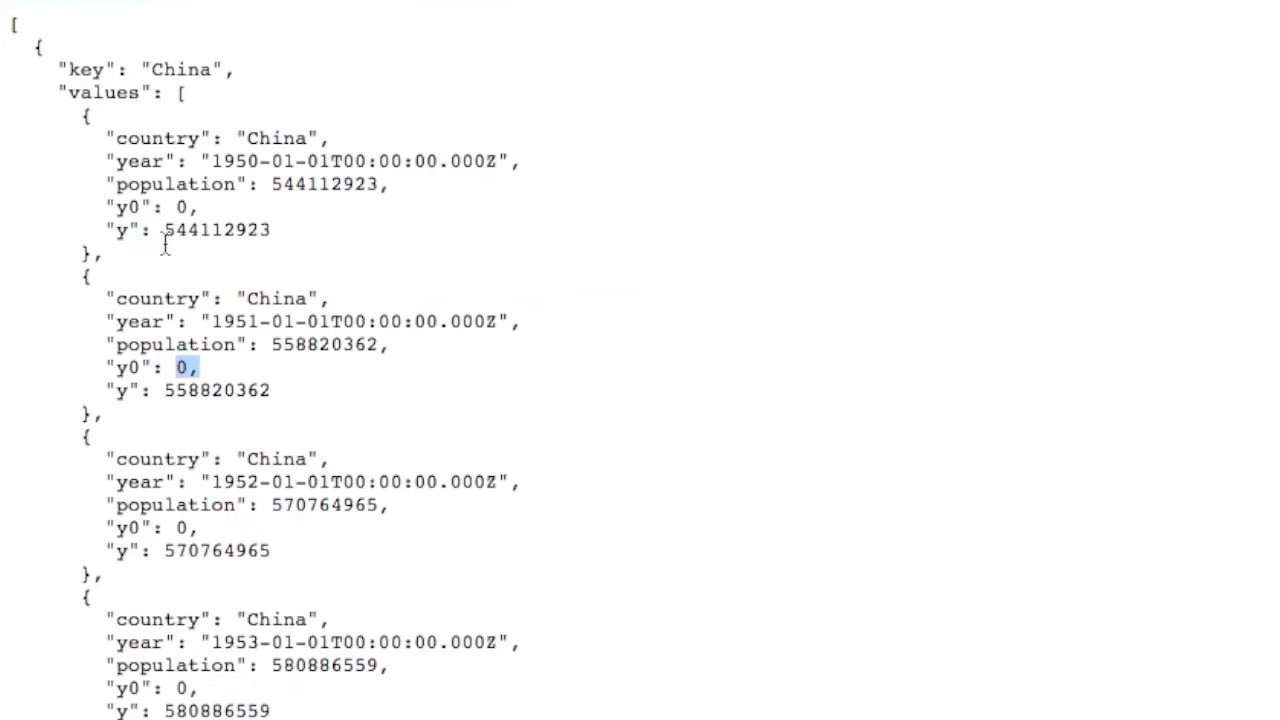 [
{
"key": "China",
"values": [
{
"country": "China",
"year": "1950-01-01T00:00:00.000Z",
"population": 544112923,
"y0": 0,
"y": 544112923
},
{
"country": "China",
"year": "1951-01-01T00:00:00.000Z",
"population": 558820362,
"y0": 0,
"y": 558820362
},
{
"country": "China",
"year": "1952-01-01T00:00:00.000Z",
"population": 570764965,
"y0": 0,
"y": 570764965
},
{
"country": "China",
"year": "1953-01-01T00:00:00.000Z",
"population": 580886559,
"y0": 0,
"y": 580886559